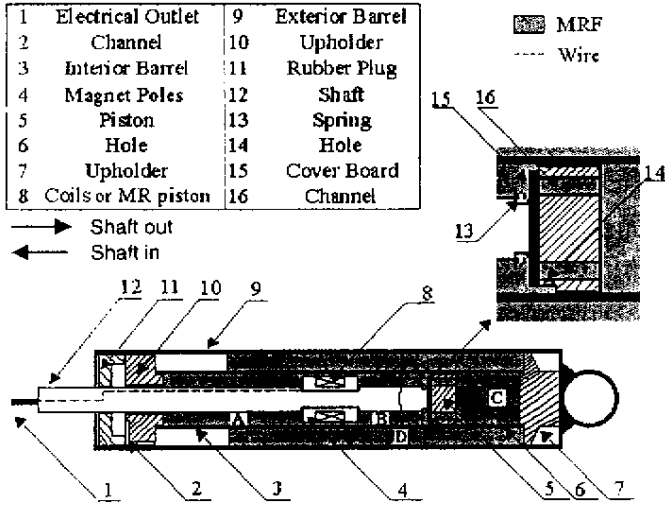 1 Electrical Outlet 9 Exterior Barrel
2 Channel 10 Upholder
3 Interior Barrel 11 Rubber Plug
4 Magnet Poles 12 Shaft
5 Piston 13 Spring
6 Hole 14 Hole
7 Upholder 15 Cover Board
8 Coils or MR piston 16 Channel
Shaft out
Shaft in
MRF
Wire
15 16
14
13
12 11 10 9 8
A B C
D
1 2 3 4 5 6 7